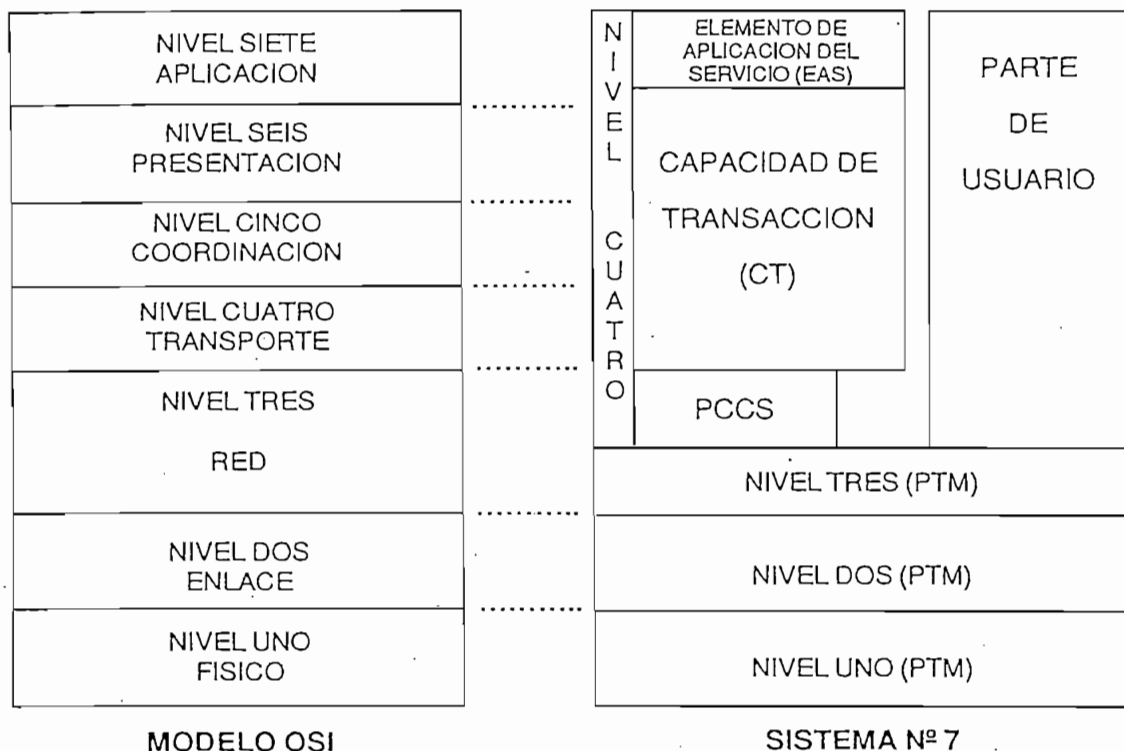 NIVEL SIETE
APLICACION
NIVEL SEIS
PRESENTACION
NIVEL CINCO
COORDINACION
NIVEL CUATRO
TRANSPORTE
NIVEL TRES
RED
NIVEL DOS
ENLACE
NIVEL UNO
FISICO
MODELO OSI
NIVEL CUATRO
ELEMENTO DE
APLICACION DEL
SERVICIO (EAS)
CAPACIDAD DE
TRANSACCION
(CT)
PCCS
PARTE
DE
USUARIO
NIVEL TRES (PTM)
NIVEL DOS (PTM)
NIVEL UNO (PTM)
SISTEMA Nº 7